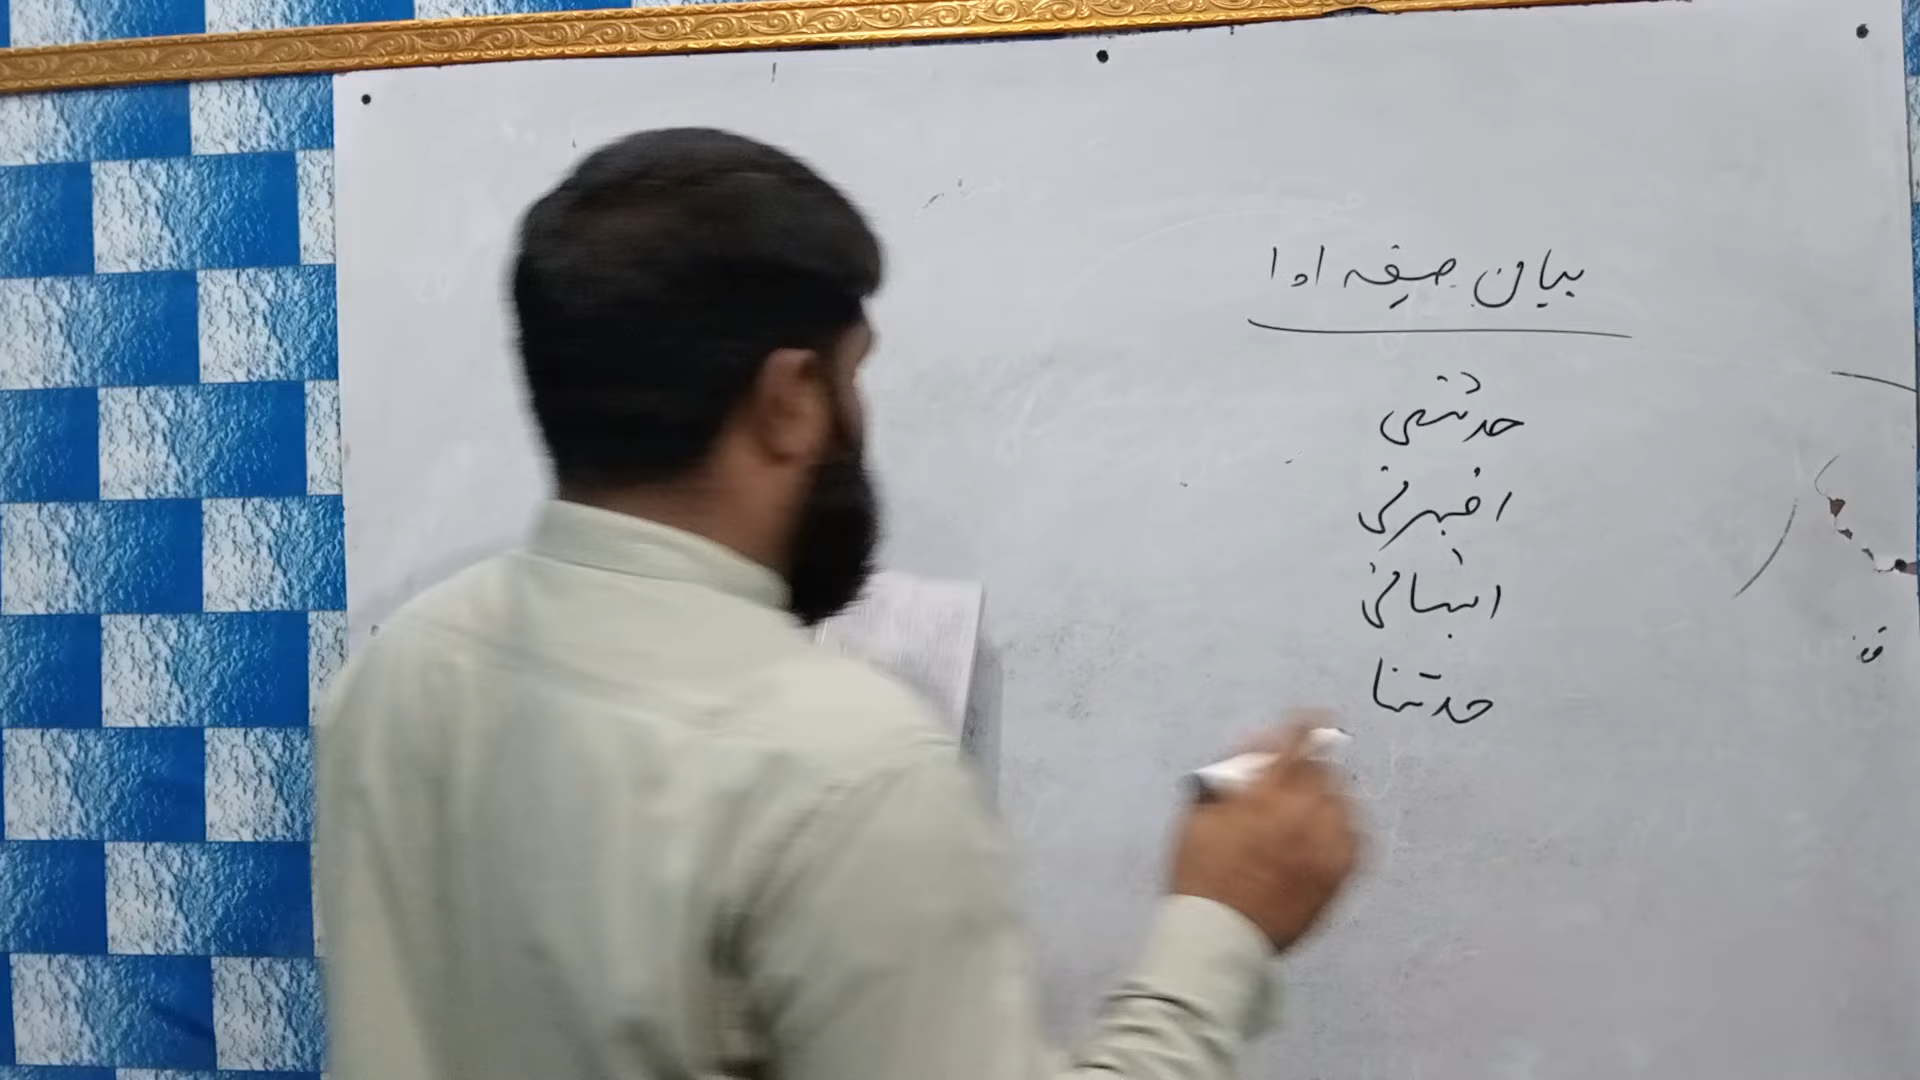 بیان صیغہ ادا
حدثنی
اخبرنی
انبانی
حدثنا